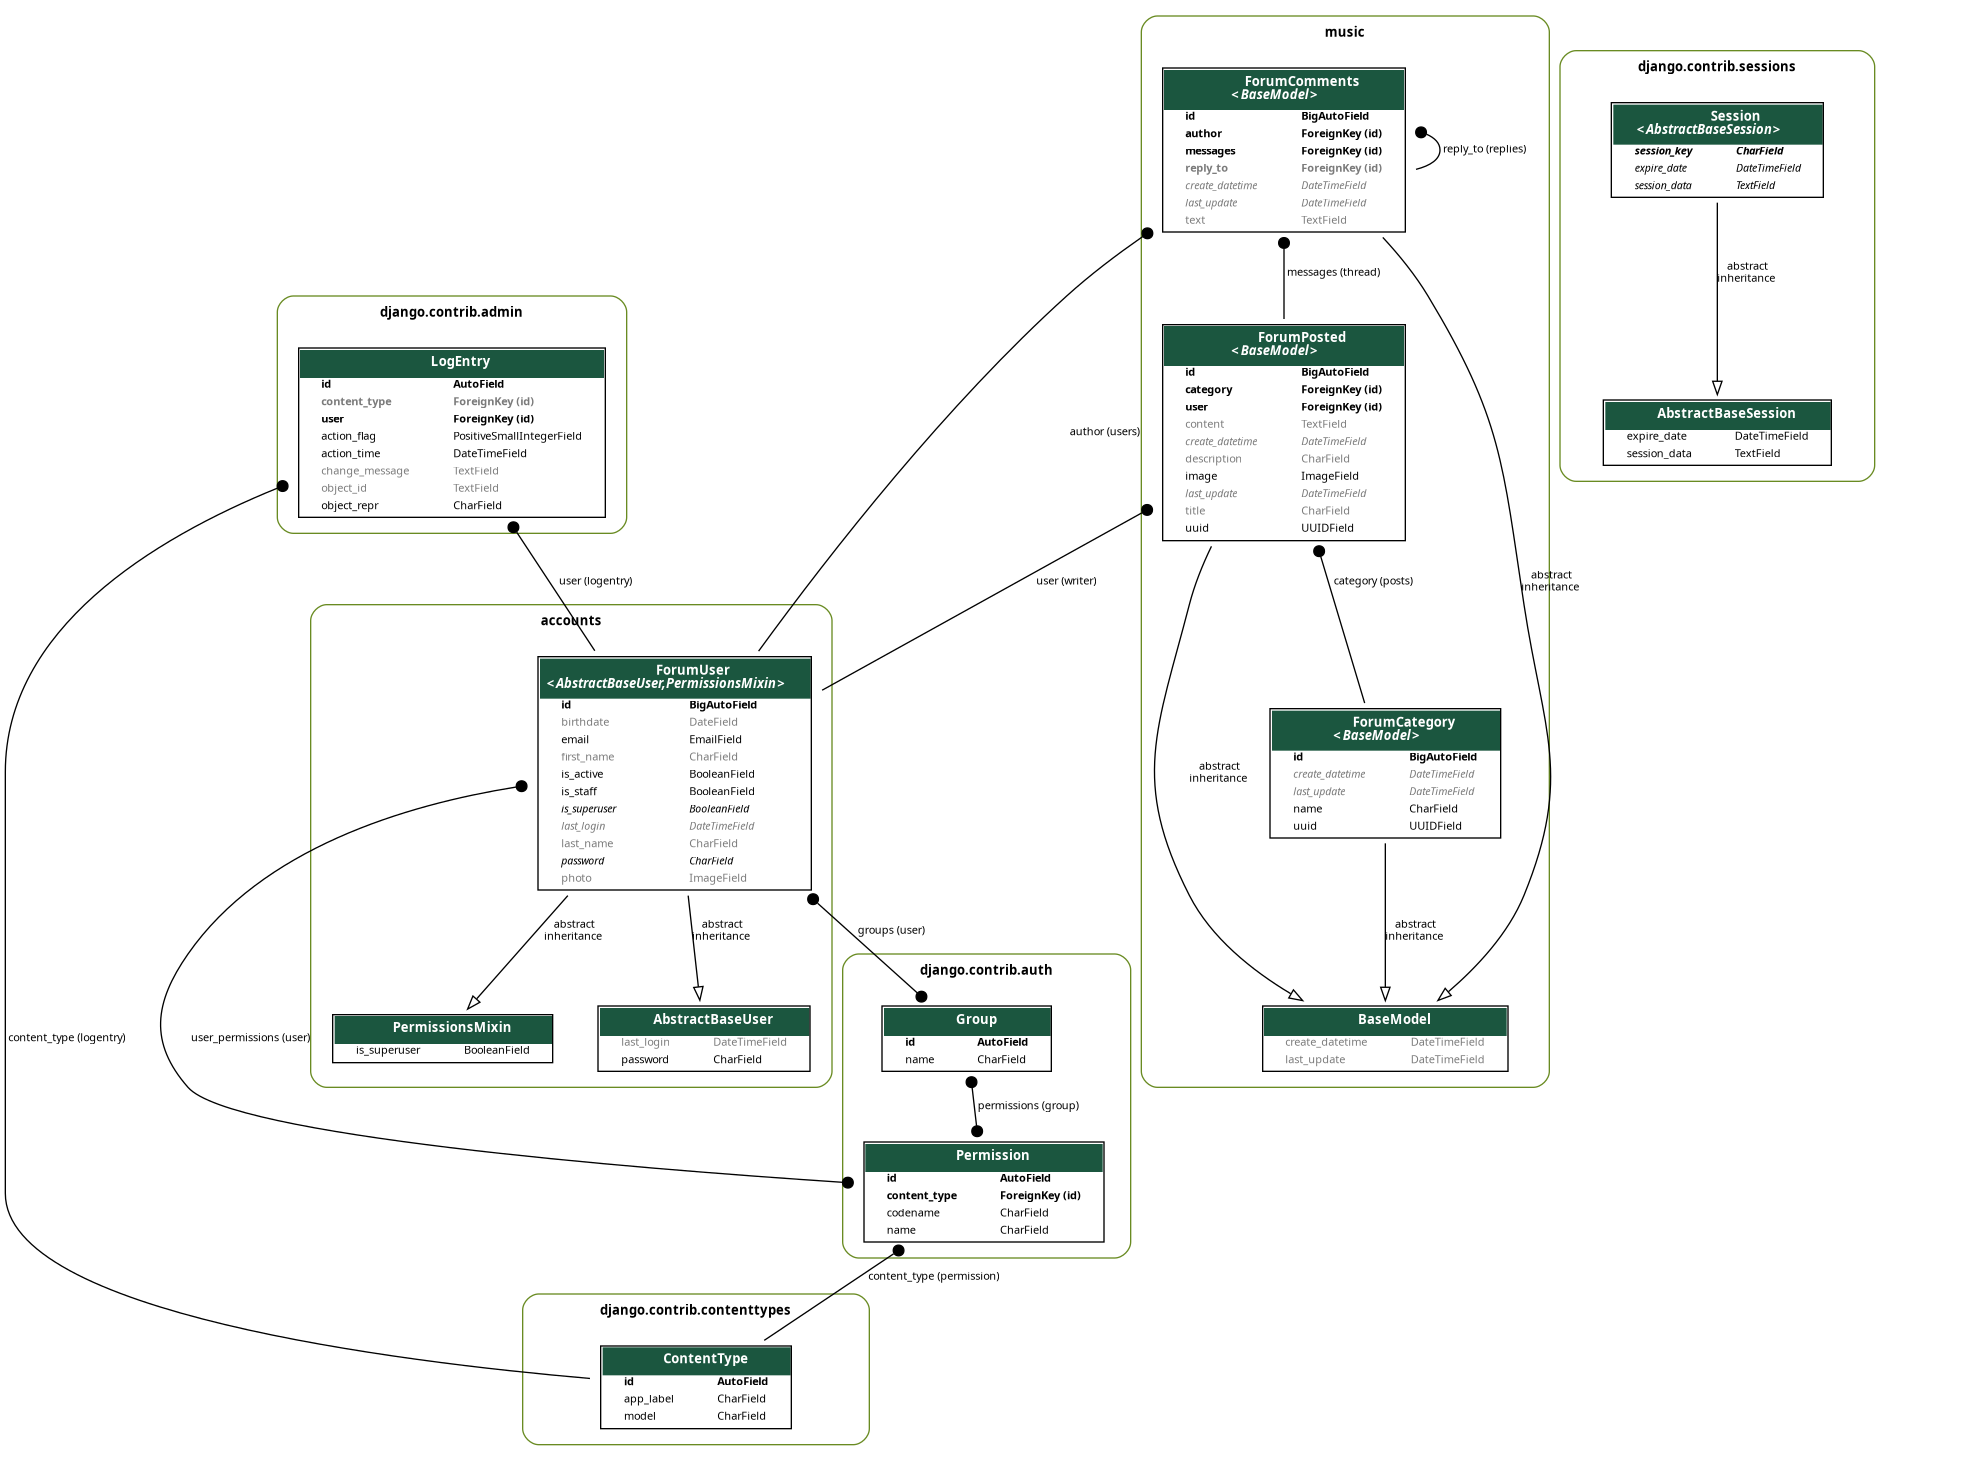 music
ForumComments
<BaseModel>
id BigAutoField
author ForeignKey (id)
messages ForeignKey (id)
reply_to ForeignKey (id)
create_datetime DateTimeField
last_update DateTimeField
text TextField
reply_to (replies)
messages (thread)
ForumPosted
<BaseModel>
id BigAutoField
category ForeignKey (id)
user ForeignKey (id)
content TextField
create_datetime DateTimeField
description CharField
image ImageField
last_update DateTimeField
title CharField
uuid UUIDField
category (posts)
abstract
inheritance
abstract
inheritance
ForumCategory
<BaseModel>
id BigAutoField
create_datetime DateTimeField
last_update DateTimeField
name CharField
uuid UUIDField
abstract
inheritance
BaseModel
create_datetime DateTimeField
last_update DateTimeField
django.contrib.sessions
Session
<AbstractBaseSession>
session_key CharField
expire_date DateTimeField
session_data TextField
abstract
inheritance
AbstractBaseSession
expire_date DateTimeField
session_data TextField
django.contrib.admin
LogEntry
id AutoField
content_type ForeignKey (id)
user ForeignKey (id)
action_flag PositiveSmallIntegerField
action_time DateTimeField
change_message TextField
object_id TextField
object_repr CharField
author (users)
user (logentry)
user (writer)
accounts
ForumUser
<AbstractBaseUser,PermissionsMixin>
id BigAutoField
birthdate DateField
email EmailField
first_name CharField
is_active BooleanField
is_staff BooleanField
is_superuser BooleanField
last_login DateTimeField
last_name CharField
password CharField
photo ImageField
abstract
inheritance
abstract
inheritance
groups (user)
PermissionsMixin
is_superuser BooleanField
AbstractBaseUser
last_login DateTimeField
password CharField
content_type (logentry)
user_permissions (user)
django.contrib.auth
Group
id AutoField
name CharField
permissions (group)
Permission
id AutoField
content_type ForeignKey (id)
codename CharField
name CharField
content_type (permission)
django.contrib.contenttypes
ContentType
id AutoField
app_label CharField
model CharField